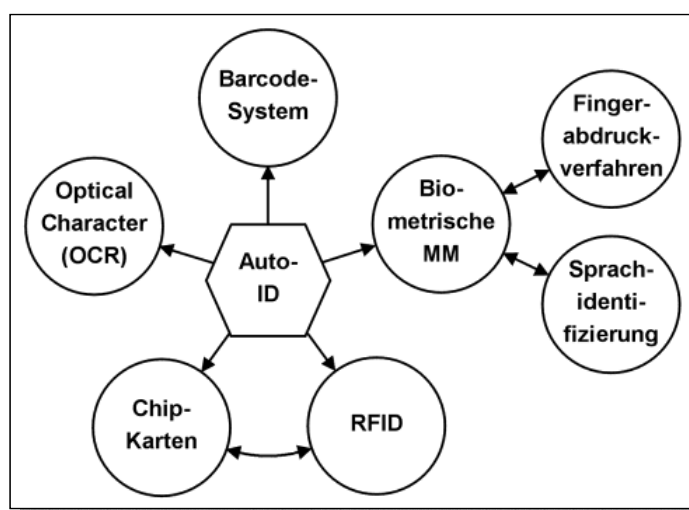 Barcode-
System
Finger-
abdruck-
verfahren
Optical
Character
(OCR)
Bio-
metrische
MM
Auto-
ID
Sprach-
identi-
fizierung
Chip-
Karten
RFID